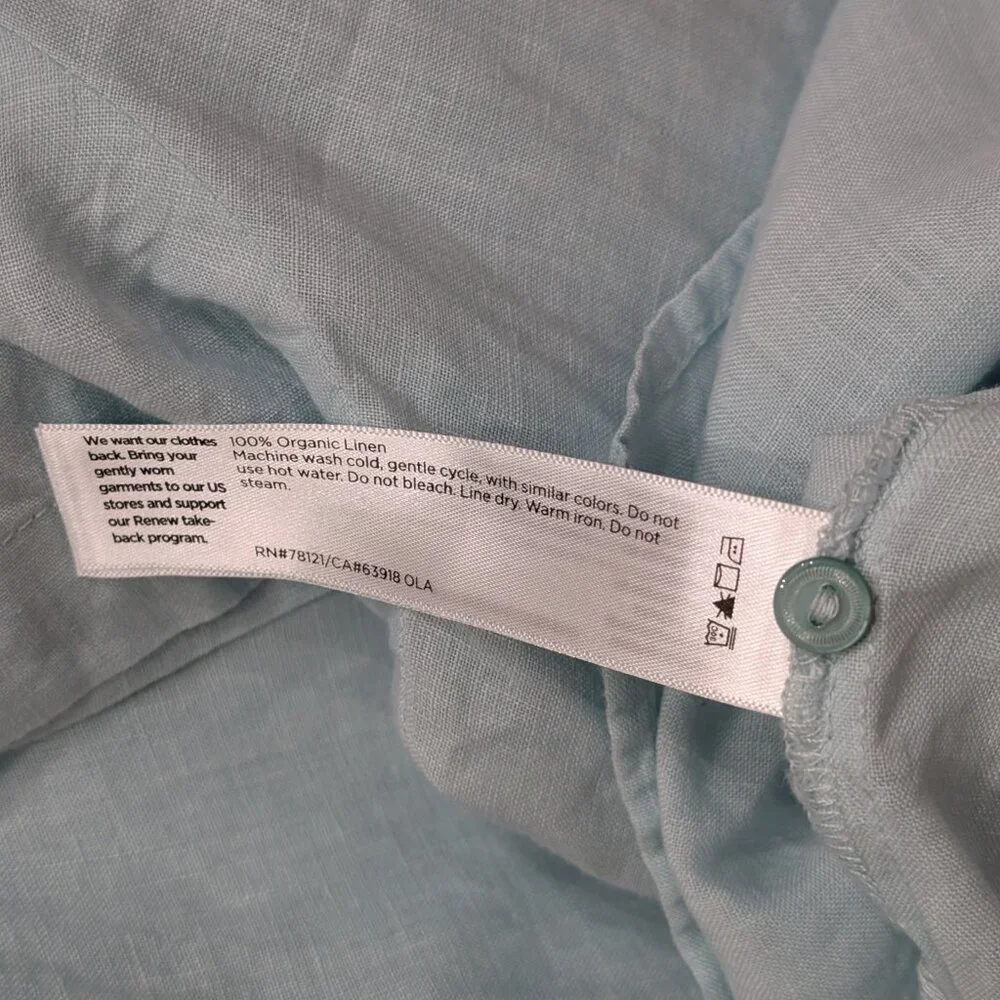 We want our clothes
back. Bring your
gently worn
garments to our US
stores and support
our Renew take-
back program.
100% Organic Linen
Machine wash cold, gentle cycle, with similar colors. Do not
use hot water. Do not bleach. Line dry. Warm iron. Do not
steam.
RN#78121/CA#63918 OLA
30C